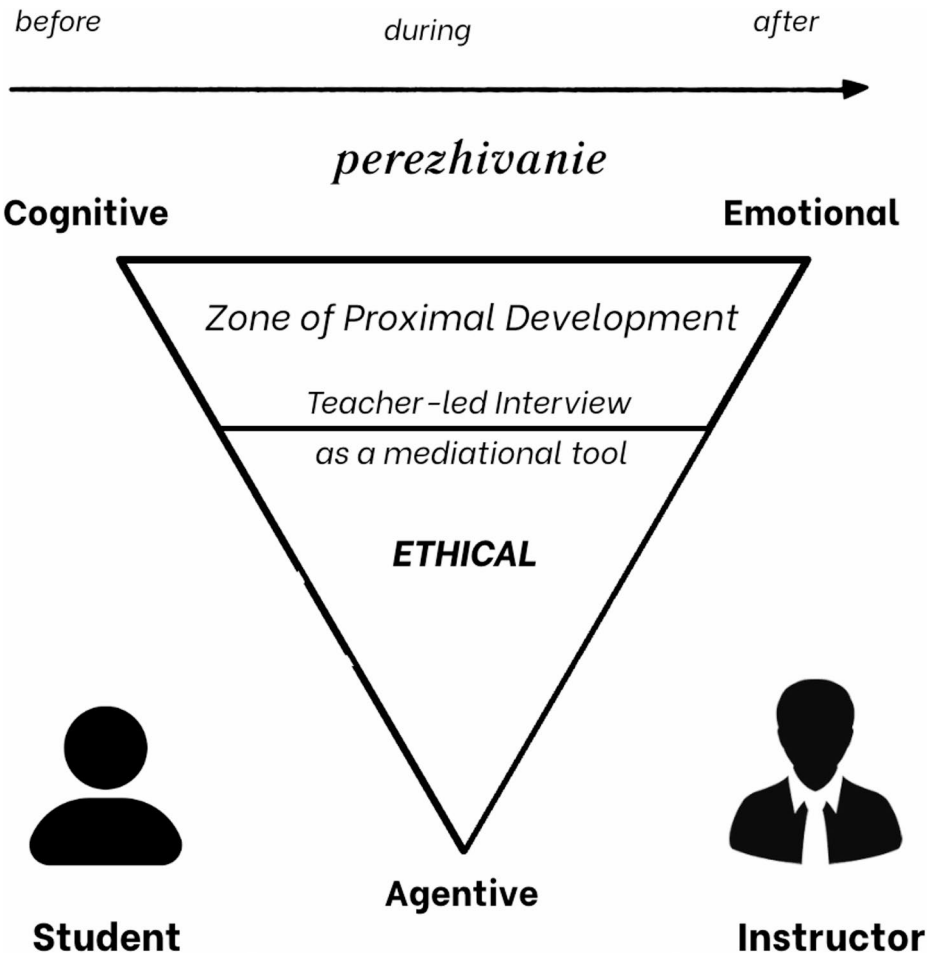 before
during
after
perezhivanie
Cognitive
Emotional
Zone of Proximal Development
Teacher-led Interview
as a mediational tool
ETHICAL
Agentive
Student
Instructor